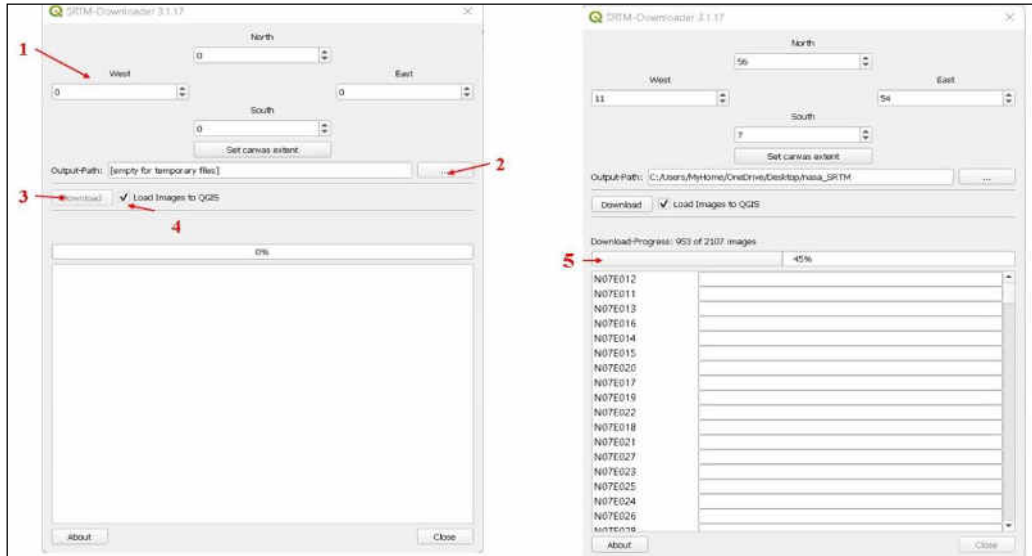 SRTM-Downloader 3.1.17
North
0
1
West
East
0
0
South
0
Set canvas extent
Output-Path: [empty for temporary files] ... 2
3 Download Load Images to QGIS
4
0%
About Close
SRTM-Downloader 3.1.17
North
56
West
East
11
54
South
7
Set canvas extent
Output-Path: C:/Users/MyHome/OneDrive/Desktop/nasa_SRTM ...
Download Load Images to QGIS
Download-Progress: 953 of 2107 images
5 45%
N07E012
N07E011
N07E013
N07E016
N07E014
N07E015
N07E020
N07E017
N07E019
N07E022
N07E018
N07E021
N07E027
N07E023
N07E025
N07E024
N07E026
N07E028
About Close